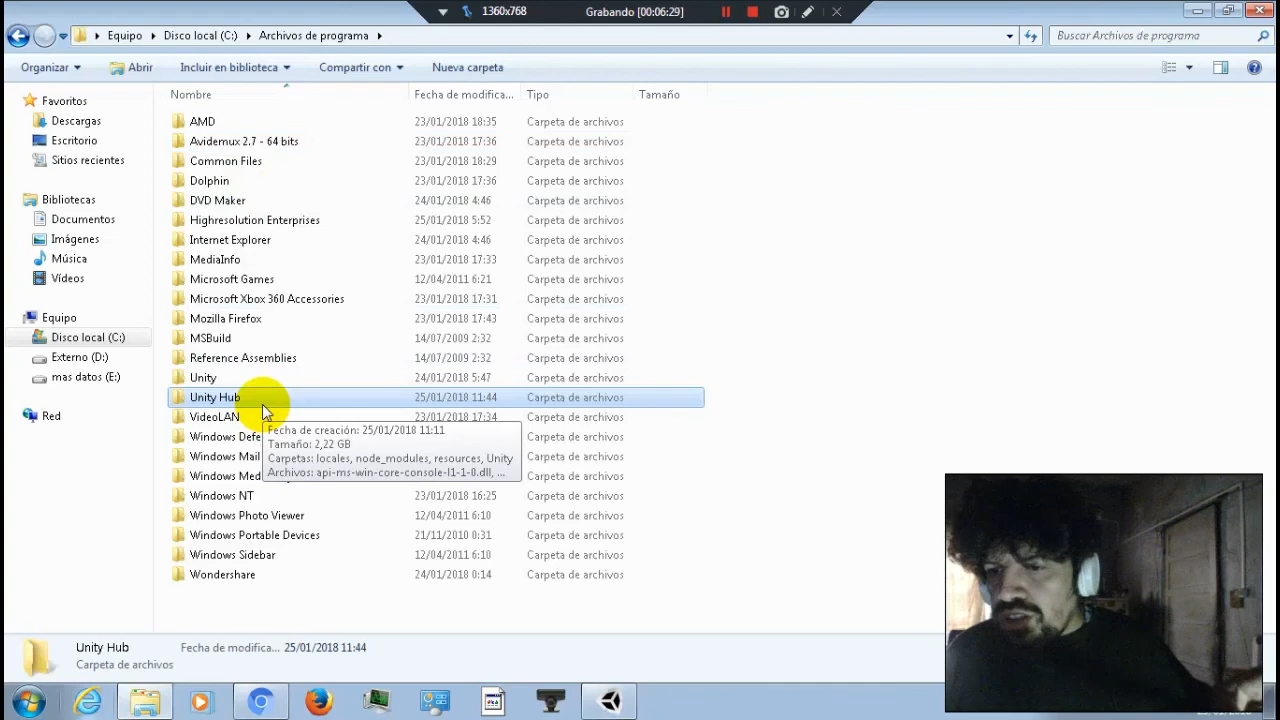 1360x768
Grabando [00:06:29]
Equipo
Disco local (C:)
Archivos de programa
Buscar Archivos de programa
Organizar
Abrir
Incluir en biblioteca
Compartir con
Nueva carpeta
Nombre
Fecha de modifica...
Tipo
Tamaño
Favoritos
Descargas
Escritorio
Sitios recientes
Bibliotecas
Documentos
Imágenes
Música
Vídeos
Equipo
Disco local (C:)
Externo (D:)
mas datos (E:)
Red
AMD 23/01/2018 18:35 Carpeta de archivos
Avidemux 2.7 - 64 bits 23/01/2018 17:36 Carpeta de archivos
Common Files 23/01/2018 18:29 Carpeta de archivos
Dolphin 23/01/2018 17:36 Carpeta de archivos
DVD Maker 24/01/2018 4:46 Carpeta de archivos
Highresolution Enterprises 25/01/2018 5:52 Carpeta de archivos
Internet Explorer 24/01/2018 4:46 Carpeta de archivos
MediaInfo 23/01/2018 17:33 Carpeta de archivos
Microsoft Games 12/04/2011 6:21 Carpeta de archivos
Microsoft Xbox 360 Accessories 23/01/2018 17:31 Carpeta de archivos
Mozilla Firefox 23/01/2018 17:43 Carpeta de archivos
MSBuild 14/07/2009 2:32 Carpeta de archivos
Reference Assemblies 14/07/2009 2:32 Carpeta de archivos
Unity 24/01/2018 5:47 Carpeta de archivos
Unity Hub 25/01/2018 11:44 Carpeta de archivos
VideoLAN 23/01/2018 17:34 Carpeta de archivos
Fecha de creación: 25/01/2018 11:11
Tamaño: 2,22 GB
Carpetas: locales, node_modules, resources, Unity
Archivos: api-ms-win-core-console-l1-1-0.dll, ...
Windows Defe Carpeta de archivos
Windows Mail Carpeta de archivos
Windows Med Carpeta de archivos
Windows NT 23/01/2018 16:25 Carpeta de archivos
Windows Photo Viewer 12/04/2011 6:10 Carpeta de archivos
Windows Portable Devices 21/11/2010 0:31 Carpeta de archivos
Windows Sidebar 12/04/2011 6:10 Carpeta de archivos
Wondershare 24/01/2018 0:14 Carpeta de archivos
Unity Hub Fecha de modifica... 25/01/2018 11:44
Carpeta de archivos